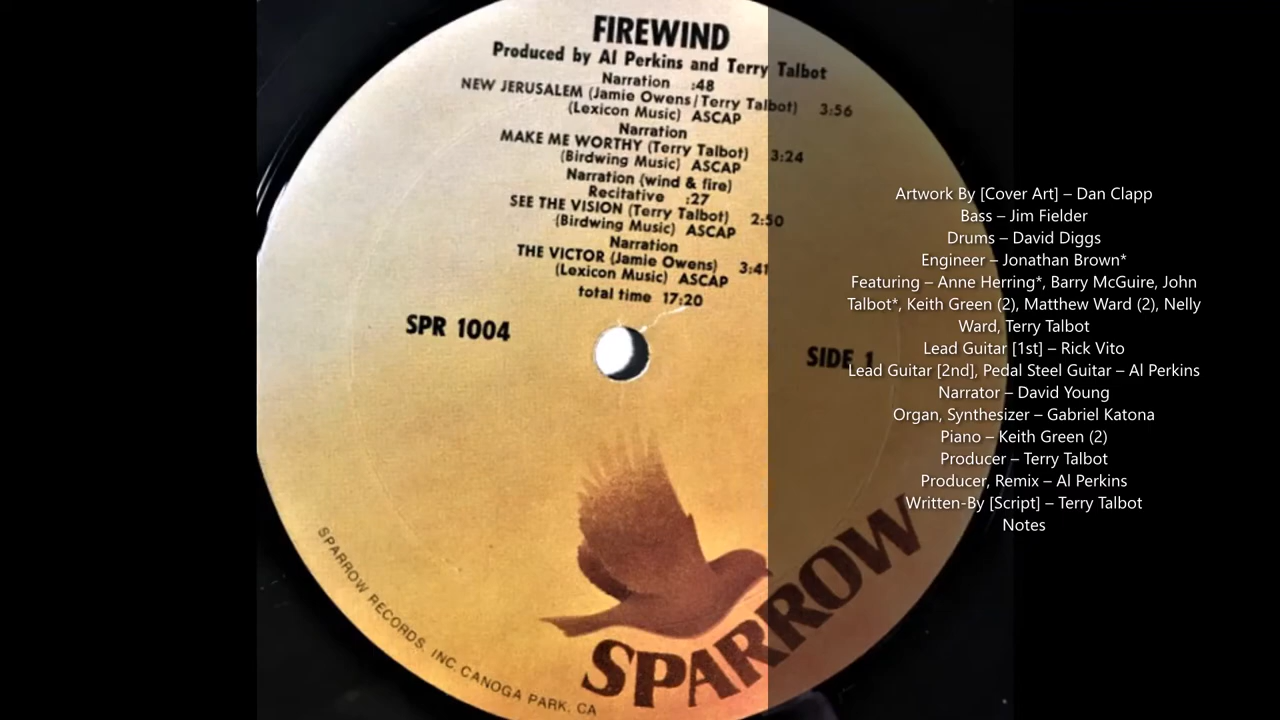 FIREWIND
Produced by Al Perkins and Terry Talbot
Narration :48
NEW JERUSALEM (Jamie Owens/Terry Talbot) 3:56
(Lexicon Music) ASCAP
Narration
MAKE ME WORTHY (Terry Talbot) 3:24
(Birdwing Music) ASCAP
Narration (wind & fire)
Recitative :27
SEE THE VISION (Terry Talbot) 2:50
(Birdwing Music) ASCAP
Narration
THE VICTOR (Jamie Owens) 3:41
(Lexicon Music) ASCAP
total time 17:20
SPR 1004
SIDE 1
SPARROW
SPARROW RECORDS, INC. CANOGA PARK, CA
Artwork By [Cover Art] – Dan Clapp
Bass – Jim Fielder
Drums – David Diggs
Engineer – Jonathan Brown*
Featuring – Anne Herring*, Barry McGuire, John
Talbot*, Keith Green (2), Matthew Ward (2), Nelly
Ward, Terry Talbot
Lead Guitar [1st] – Rick Vito
Lead Guitar [2nd], Pedal Steel Guitar – Al Perkins
Narrator – David Young
Organ, Synthesizer – Gabriel Katona
Piano – Keith Green (2)
Producer – Terry Talbot
Producer, Remix – Al Perkins
Written-By [Script] – Terry Talbot
Notes